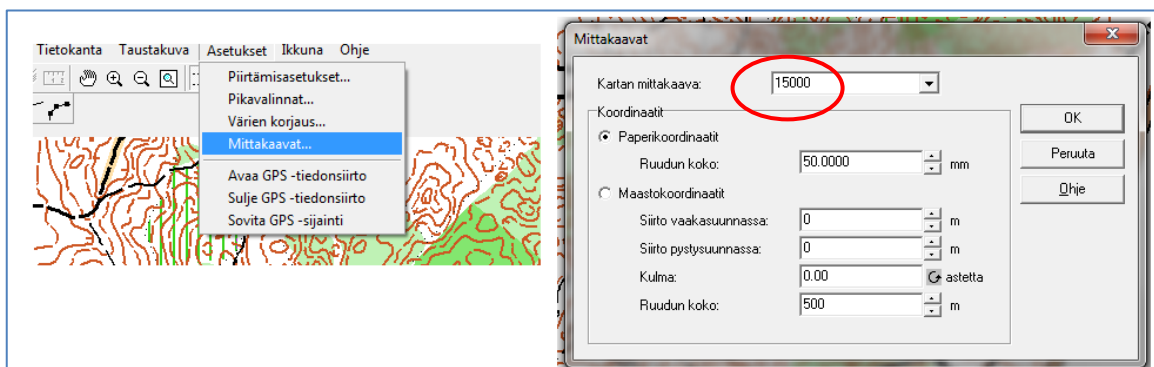 Tietokanta Taustakuva Asetukset Ikkuna Ohje
Piirtämisasetukset...
Pikavalinnat...
Värien korjaus...
Mittakaavat...
Avaa GPS -tiedonsiirto
Sulje GPS -tiedonsiirto
Sovita GPS -sijainti
Mittakaavat
Kartan mittakaava: 15000
Koordinaatit
Paperikoordinaatit
Ruudun koko: 50.0000 mm
Maastokoordinaatit
Siirto vaakasuunnassa: 0 m
Siirto pystysuunnassa: 0 m
Kulma: 0.00 astetta
Ruudun koko: 500 m
OK
Peruuta
Ohje